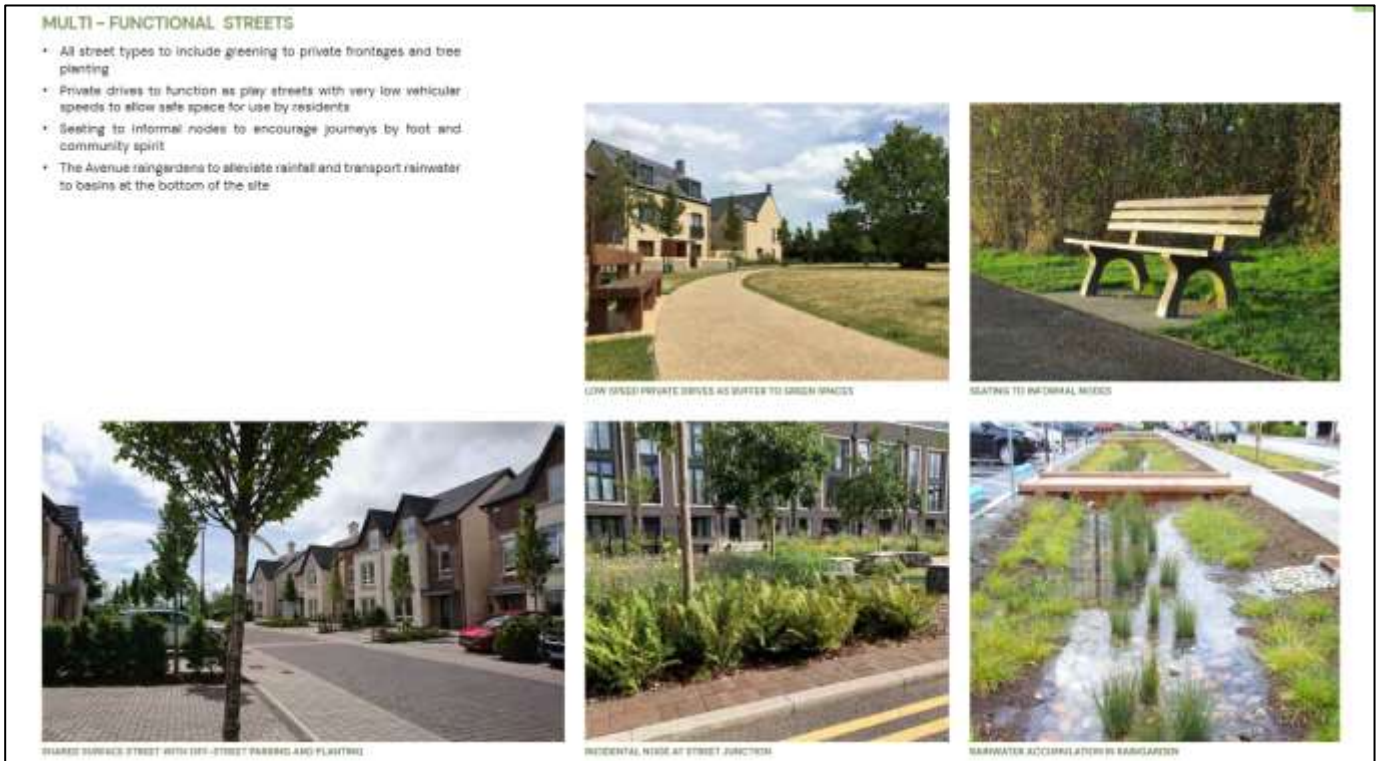 MULTI - FUNCTIONAL STREETS
• All street types to include greening to private frontages and tree
planting
• Private drives to function as play streets with very low vehicular
speeds to allow safe space for use by residents
• Seating to informal nodes to encourage journeys by foot and
community spirit
• The Avenue raingardens to alleviate rainfall and transport rainwater
to basins at the bottom of the site
LOW SPEED PRIVATE DRIVES AS BUFFER TO GREEN SPACES
SEATING TO INFORMAL NODES
SHARED SURFACE STREET WITH OFF-STREET PARKING AND PLANTING
INCIDENTAL NODE AT STREET JUNCTION
RAINWATER ACCUMULATION IN RAINGARDEN